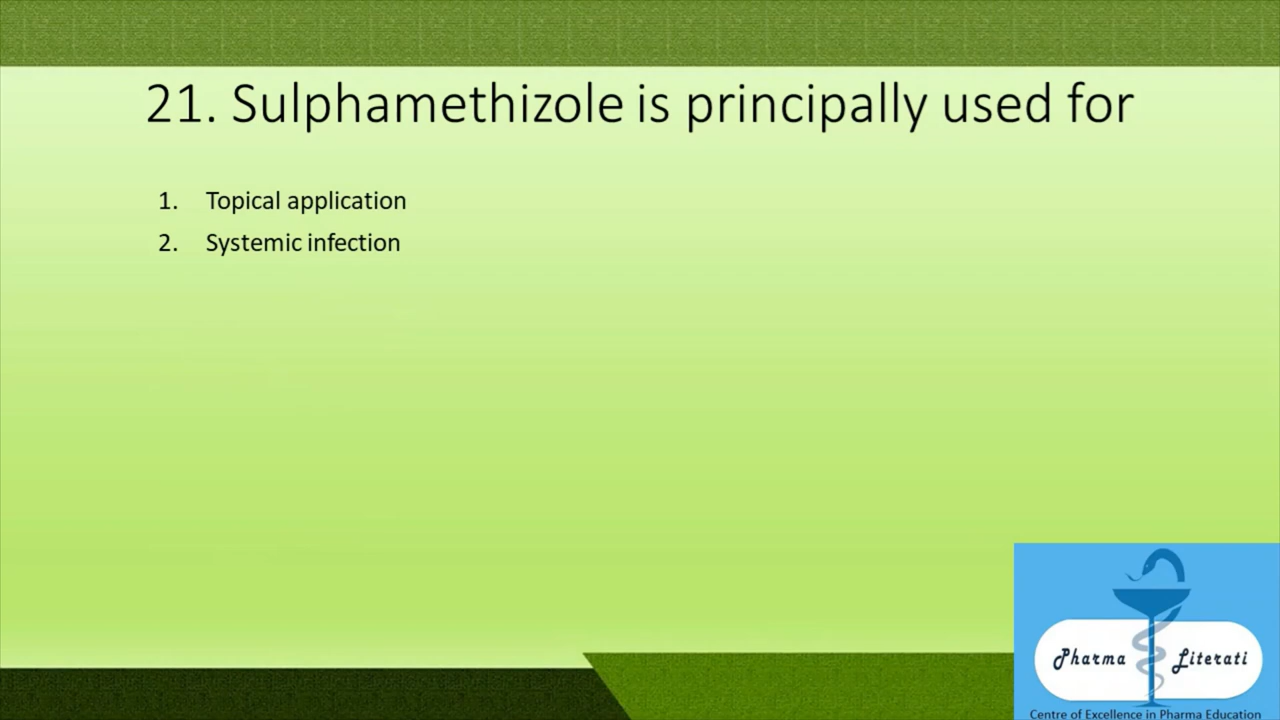 21. Sulphamethizole is principally used for
1. Topical application
2. Systemic infection
Pharma Literati
Centre of Excellence in Pharma Education